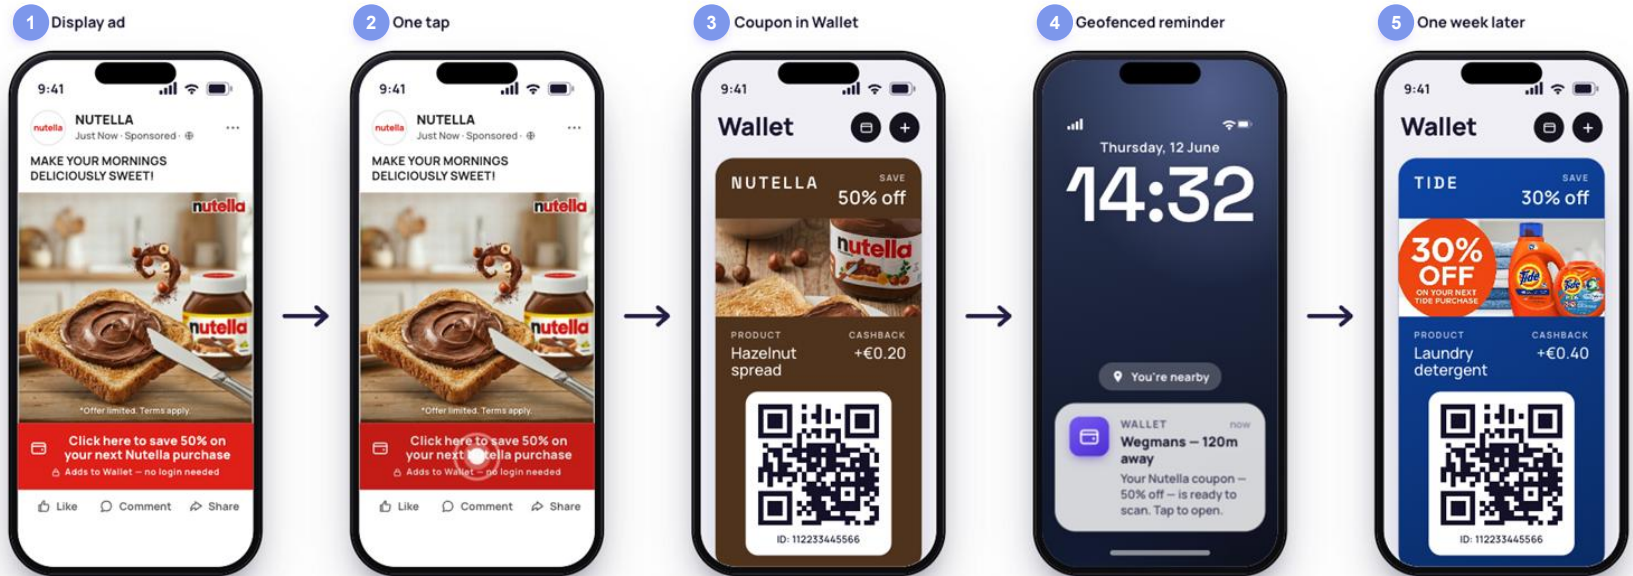 1 Display ad
9:41
nutella
NUTELLA
Just Now · Sponsored ·
MAKE YOUR MORNINGS
DELICIOUSLY SWEET!
nutella
nutella
*Offer limited. Terms apply.
Click here to save 50% on
your next Nutella purchase
Adds to Wallet — no login needed
Like Comment Share
2 One tap
9:41
nutella
NUTELLA
Just Now · Sponsored ·
MAKE YOUR MORNINGS
DELICIOUSLY SWEET!
nutella
nutella
*Offer limited. Terms apply.
Click here to save 50% on
your next Nutella purchase
Adds to Wallet — no login needed
Like Comment Share
3 Coupon in Wallet
9:41
Wallet
NUTELLA
SAVE
50% off
nutella
PRODUCT
Hazelnut
spread
CASHBACK
+€0.20
ID: 112233445566
4 Geofenced reminder
Thursday, 12 June
14:32
You're nearby
WALLET now
Wegmans — 120m
away
Your Nutella coupon —
50% off — is ready to
scan. Tap to open.
5 One week later
9:41
Wallet
TIDE
SAVE
30% off
30%
OFF
ON YOUR NEXT
TIDE PURCHASE
Tide
Tide
PRODUCT
Laundry
detergent
CASHBACK
+€0.40
ID: 112233445566